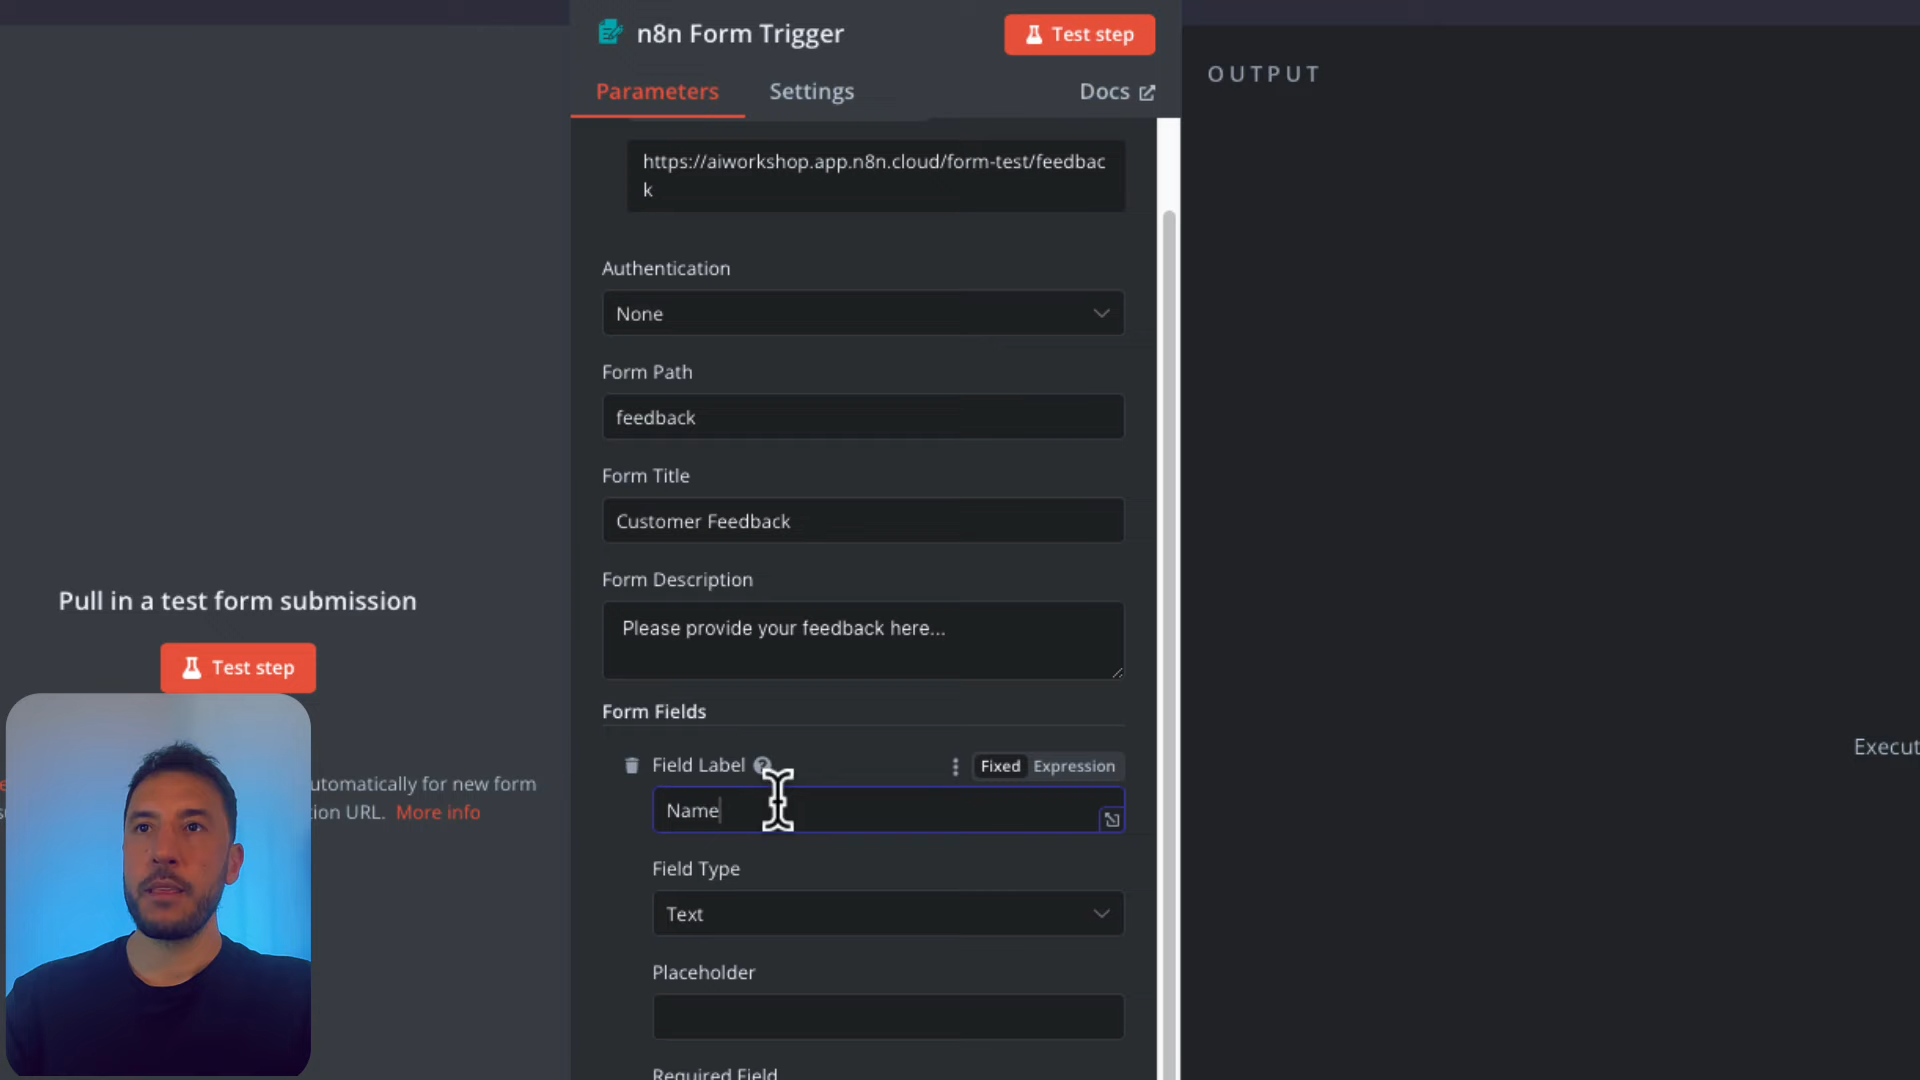 n8n Form Trigger
Test step
Parameters
Settings
Docs
OUTPUT
https://aiworkshop.app.n8n.cloud/form-test/feedbac
k
Authentication
None
Form Path
feedback
Form Title
Customer Feedback
Form Description
Please provide your feedback here...
Pull in a test form submission
Test step
Form Fields
Field Label
Fixed
Expression
Name
utomatically for new form
ion URL. More info
Execut
Field Type
Text
Placeholder
Required Field